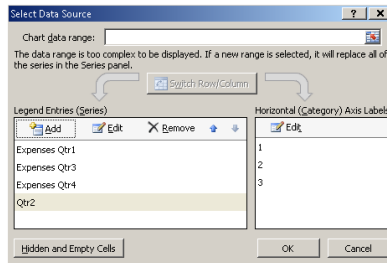 Select Data Source
Chart data range:
The data range is too complex to be displayed. If a new range is selected, it will replace all of
the series in the Series panel.
Switch Row/Column
Legend Entries (Series)
Horizontal (Category) Axis Labels
Add Edit Remove
Edit
Expenses Qtr1
Expenses Qtr3
Expenses Qtr4
Qtr2
1
2
3
Hidden and Empty Cells
OK Cancel